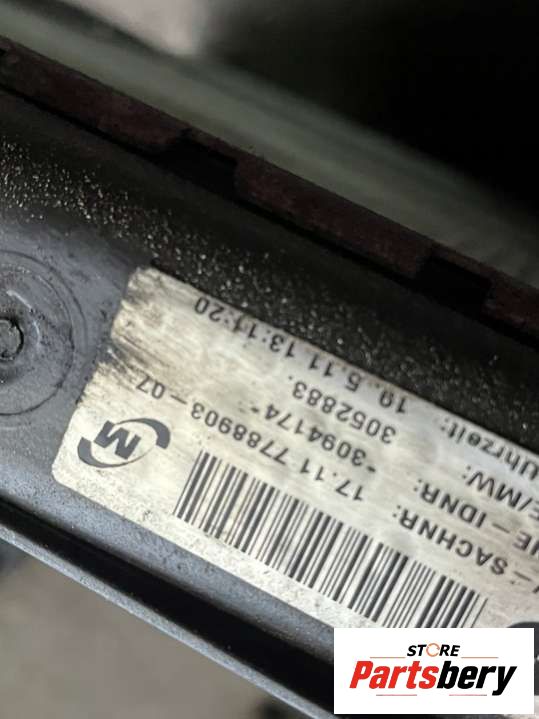 SACHNR: 17.11 7788903-07
IDNR: *3094174*
/MW: 3052883.
Uhrzeit: 19. 5.11 13:11:20
M
STORE
Partsbery